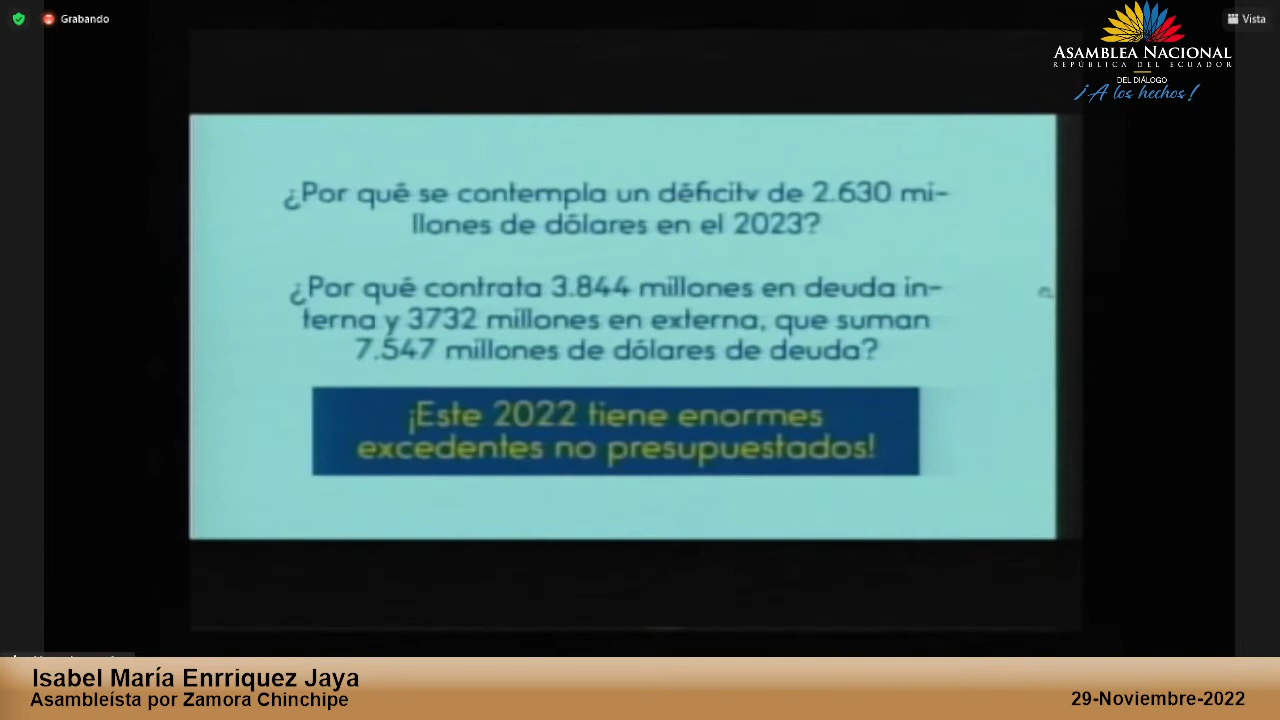 Grabando
Vista
ASAMBLEA NACIONAL
REPÚBLICA DEL ECUADOR
DEL DIÁLOGO
¡A los hechos!
¿Por qué se contempla un déficitv de 2.630 mi-
llones de dólares en el 2023?
¿Por qué contrata 3.844 millones en deuda in-
terna y 3732 millones en externa, que suman
7.547 millones de dólares de deuda?
¡Este 2022 tiene enormes
excedentes no presupuestados!
Isabel María Enrriquez Jaya
Asambleísta por Zamora Chinchipe
29-Noviembre-2022